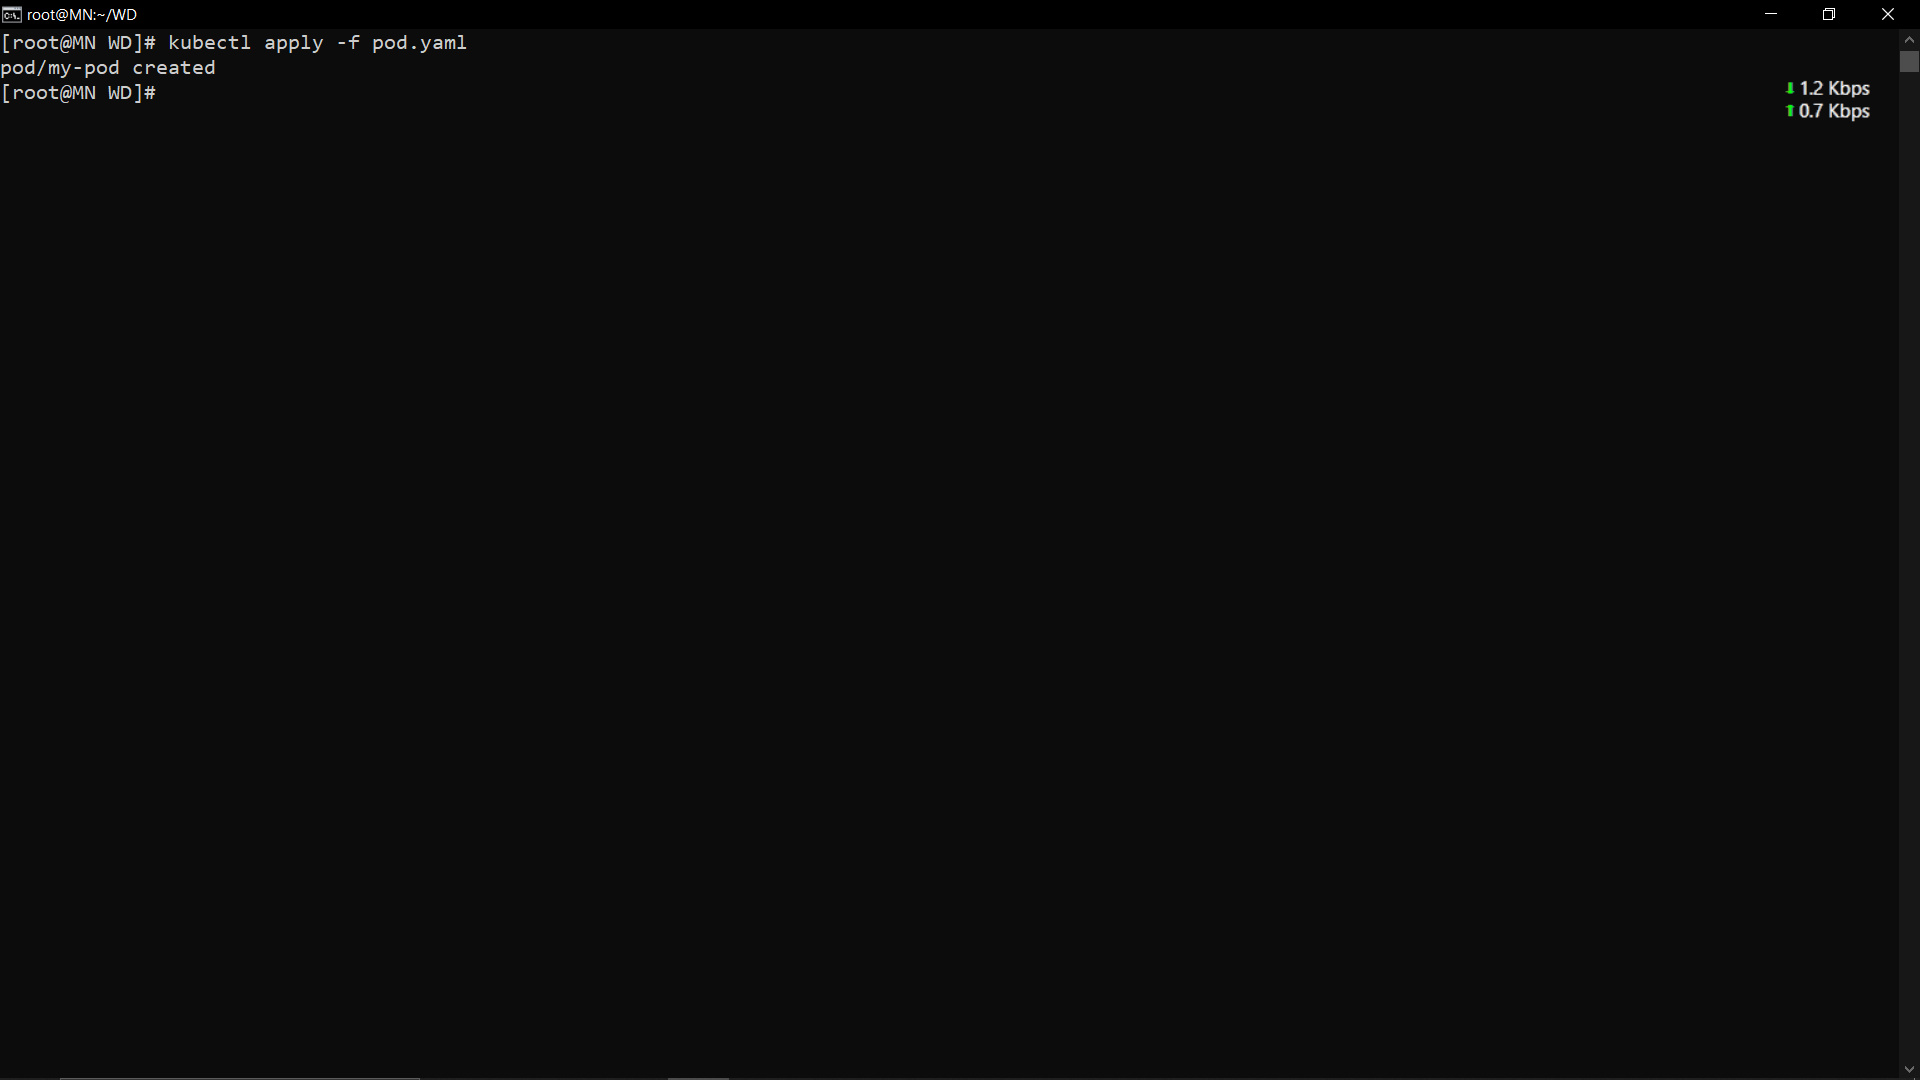 root@MN:~/WD
[root@MN WD]# kubectl apply -f pod.yaml
pod/my-pod created
[root@MN WD]#
⬇ 1.2 Kbps
⬆ 0.7 Kbps